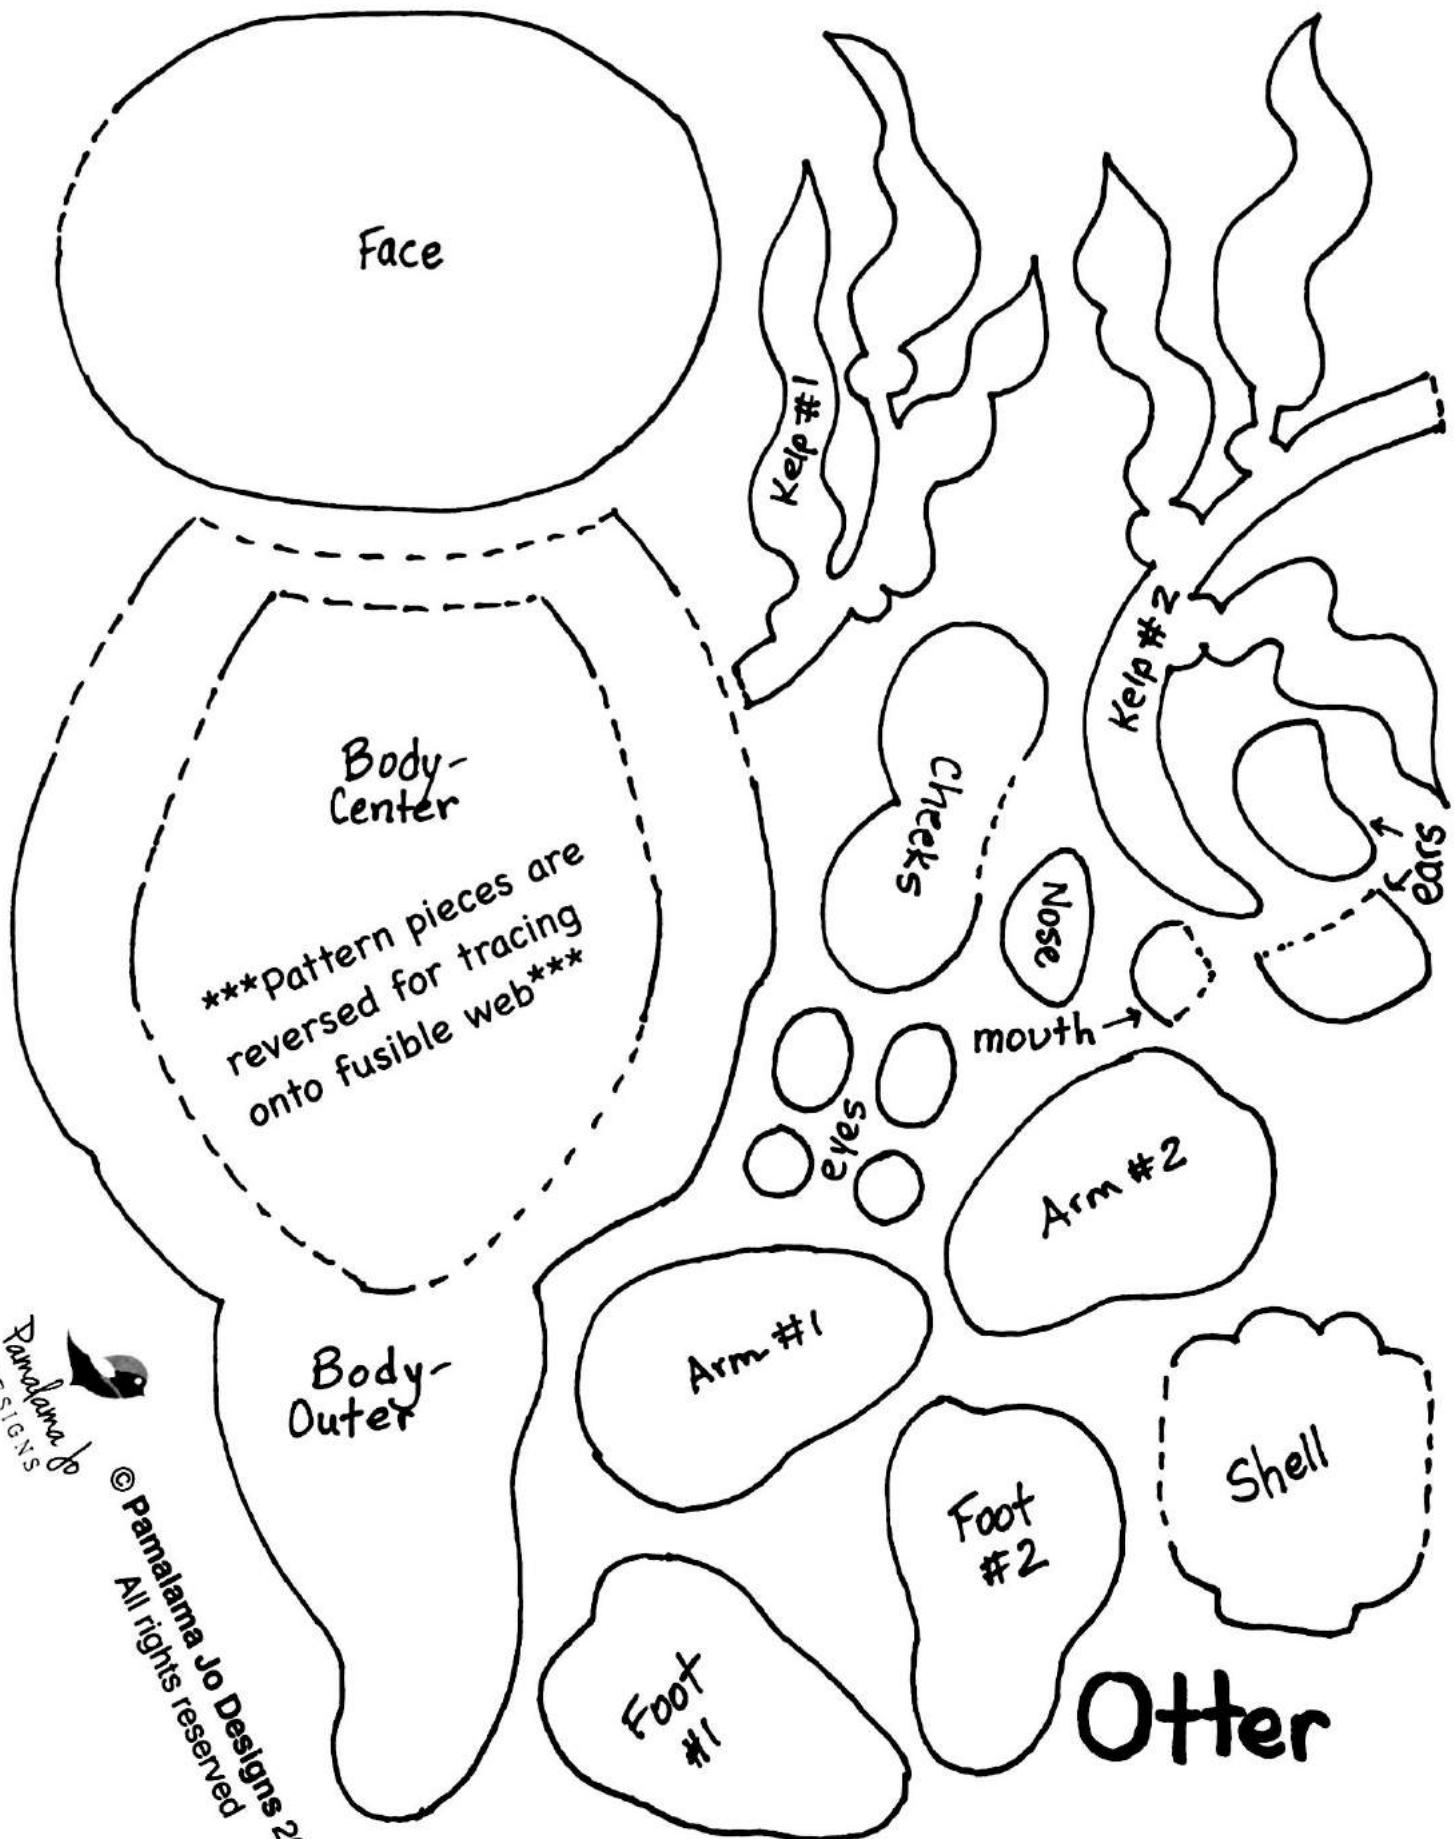 Face
Kelp #1
Kelp #2
Body-
Center
***Pattern pieces are
reversed for tracing
onto fusible web***
Cheeks
Nose
ears
mouth
eyes
Arm #2
Arm #1
Body-
Outer
Shell
Foot
#2
Foot
#1
Otter
Pamalama Jo
DESIGNS
© Pamalama Jo Designs
All rights reserved